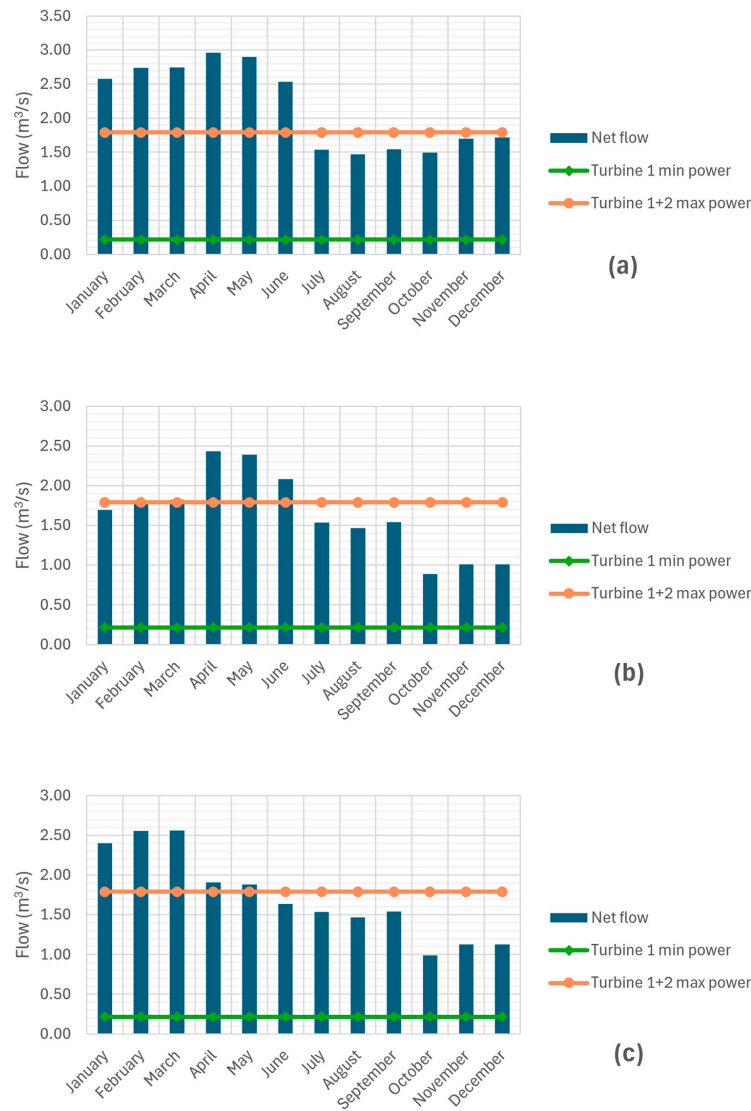 3.50
3.00
2.50
2.00
1.50
1.00
0.50
0.00
Flow (m³/s)
January
February
March
April
May
June
July
August
September
October
November
December
Net flow
Turbine 1 min power
Turbine 1+2 max power
(a)
3.00
2.50
2.00
1.50
1.00
0.50
0.00
Flow (m³/s)
January
February
March
April
May
June
July
August
September
October
November
December
Net flow
Turbine 1 min power
Turbine 1+2 max power
(b)
3.00
2.50
2.00
1.50
1.00
0.50
0.00
Flow (m³/s)
January
February
March
April
May
June
July
August
September
October
November
December
Net flow
Turbine 1 min power
Turbine 1+2 max power
(c)